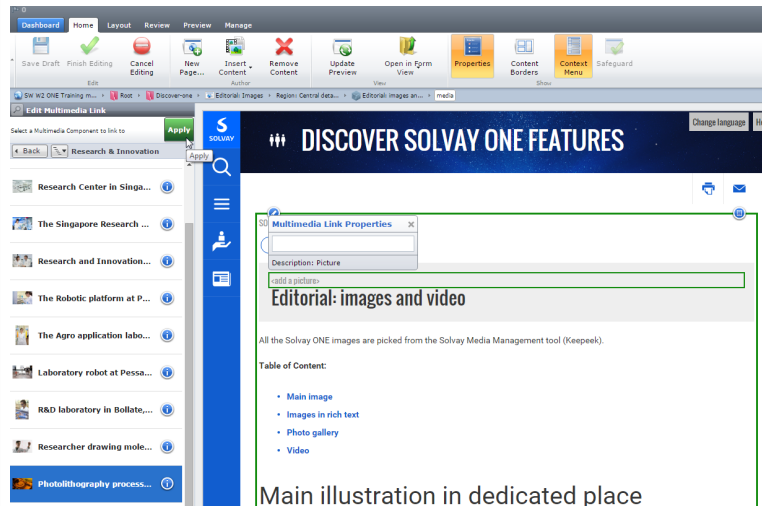 Dashboard Home Layout Review Preview Manage
Save Draft Finish Editing Cancel Editing New Page... Insert Content Remove Content Update Preview Open in Form View Properties Content Borders Context Menu Safeguard
Edit Author View Show
SW W2 ONE Training m... Root Discover-one Editorial: Images Region: Central deta... Editorial: images an... media
Edit Multimedia Link
Select a Multimedia Component to link to
Apply
Back Research & Innovation
Apply
Research Center in Singa...
The Singapore Research ...
Research and Innovation...
The Robotic platform at P...
The Agro application labo...
Laboratory robot at Pessa...
R&D laboratory in Bollate,...
Researcher drawing mole...
Photolithography process...
S
SOLVAY
DISCOVER SOLVAY ONE FEATURES
Change language
SO
Multimedia Link Properties
Description: Picture
<add a picture>
Editorial: images and video
All the Solvay ONE images are picked from the Solvay Media Management tool (Keepeek).
Table of Content:
• Main image
• Images in rich text
• Photo gallery
• Video
Main illustration in dedicated place